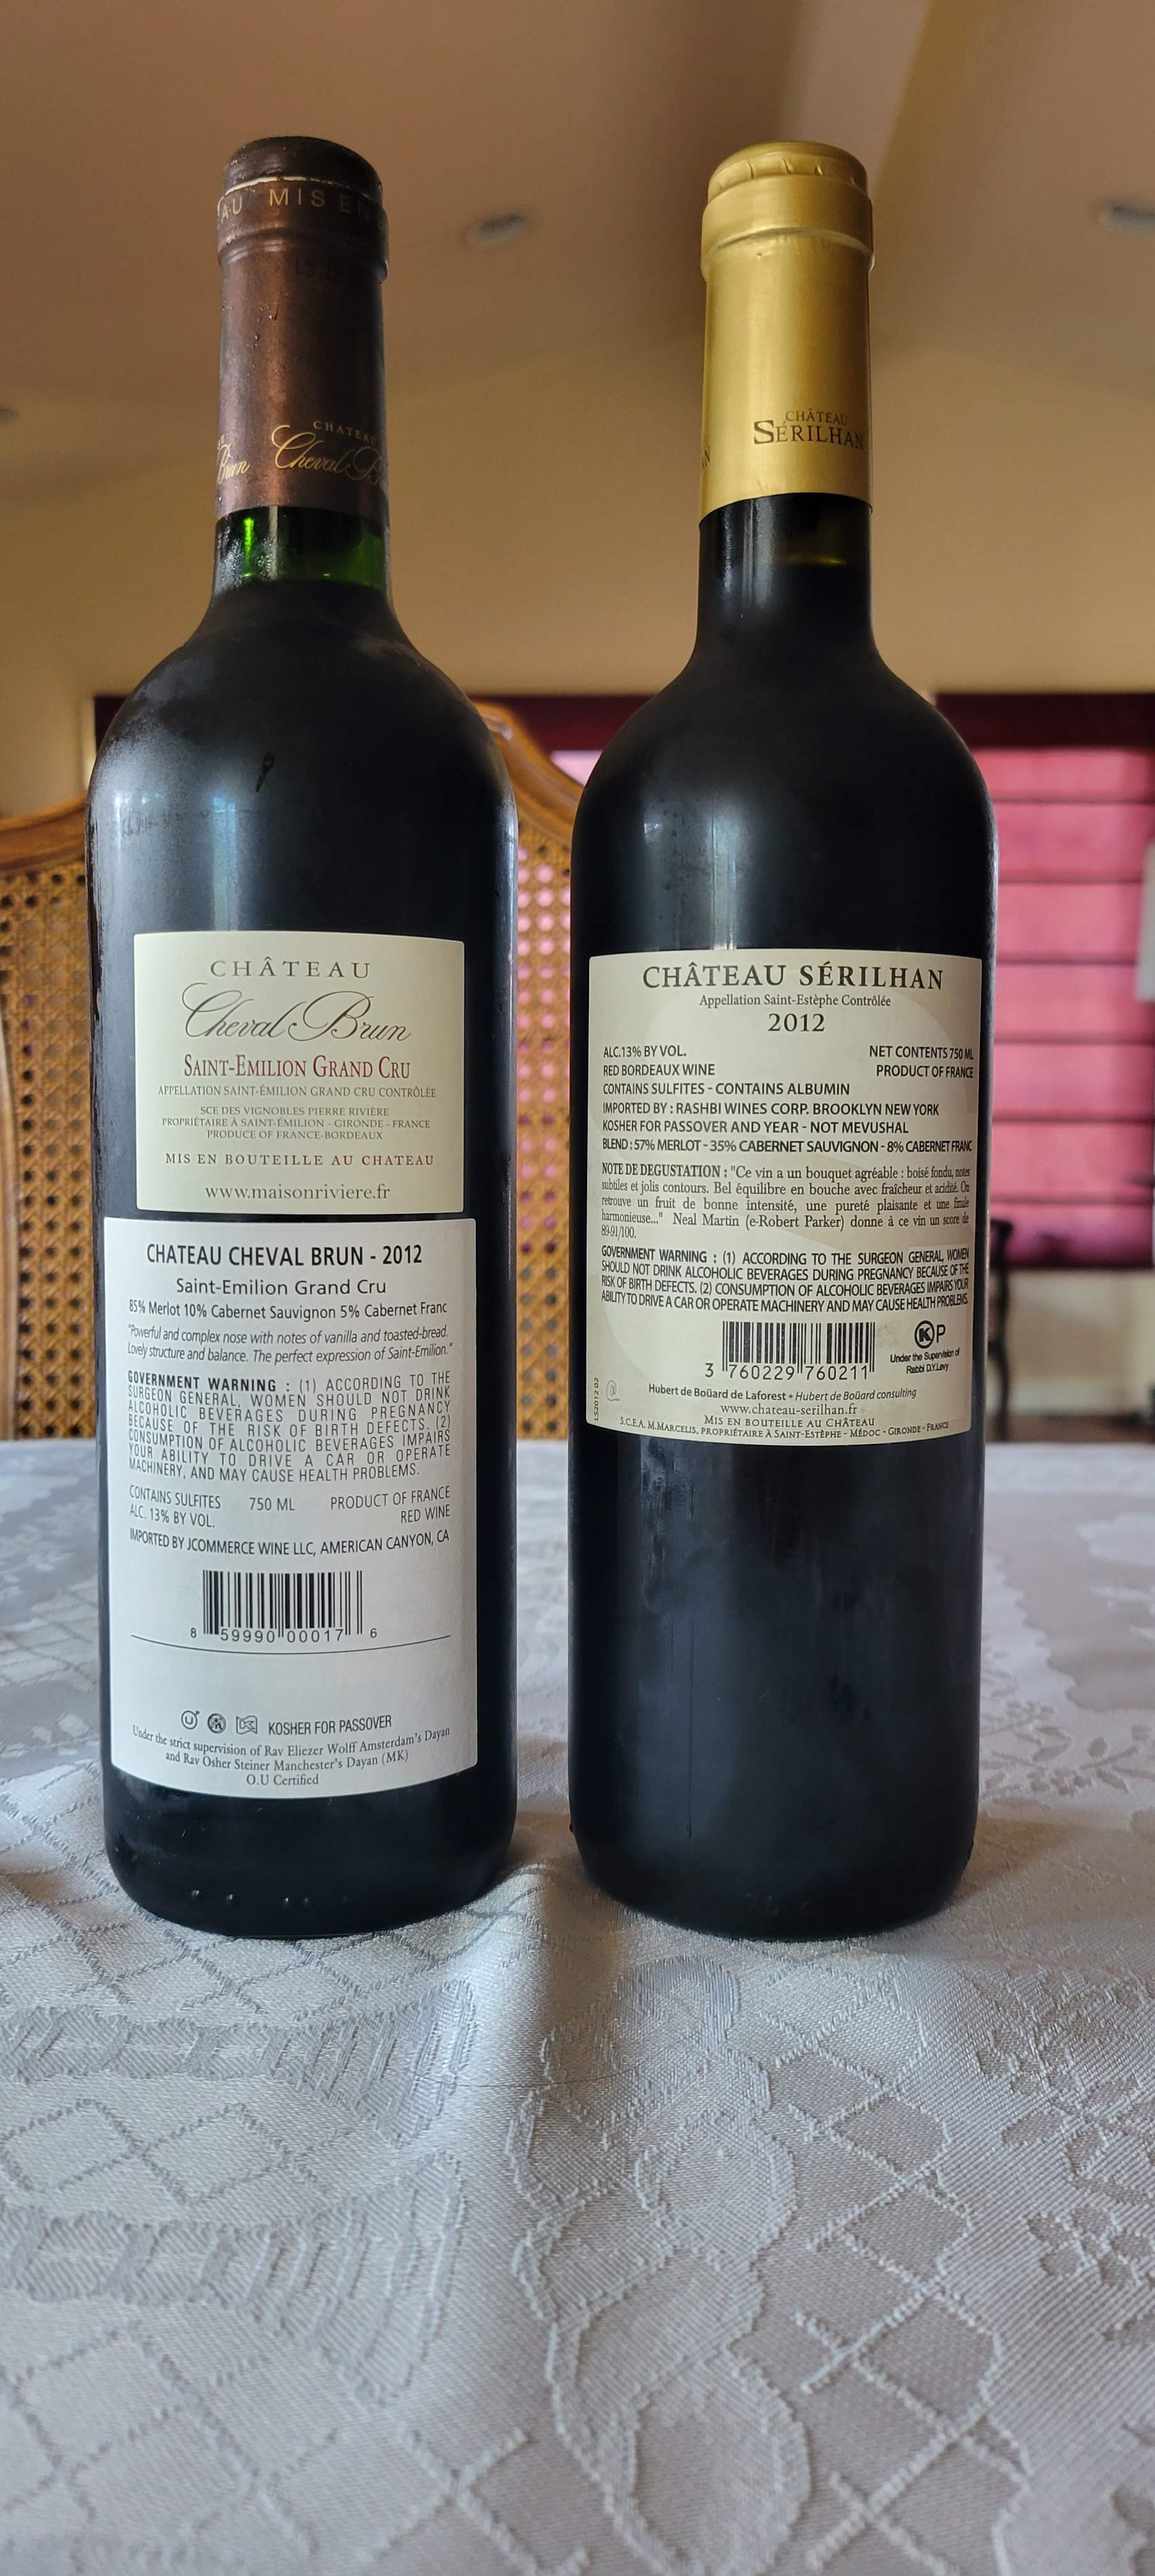 AU MIS EN
CHATEAU
Cheval B
Brun
CHÂTEAU
Cheval Brun
SAINT-EMILION GRAND CRU
APPELLATION SAINT-ÉMILION GRAND CRU CONTRÔLÉE
SCE DES VIGNOBLES PIERRE RIVIÈRE
PROPRIÉTAIRE À SAINT-ÉMILION - GIRONDE - FRANCE
PRODUCE OF FRANCE-BORDEAUX
MIS EN BOUTEILLE AU CHATEAU
www.maisonriviere.fr
CHATEAU CHEVAL BRUN - 2012
Saint-Emilion Grand Cru
85% Merlot 10% Cabernet Sauvignon 5% Cabernet Franc
"Powerful and complex nose with notes of vanilla and toasted-bread.
Lovely structure and balance. The perfect expression of Saint-Emilion."
GOVERNMENT WARNING : (1) ACCORDING TO THE
SURGEON GENERAL, WOMEN SHOULD NOT DRINK
ALCOHOLIC BEVERAGES DURING PREGNANCY
BECAUSE OF THE RISK OF BIRTH DEFECTS. (2)
CONSUMPTION OF ALCOHOLIC BEVERAGES IMPAIRS
YOUR ABILITY TO DRIVE A CAR OR OPERATE
MACHINERY, AND MAY CAUSE HEALTH PROBLEMS.
CONTAINS SULFITES 750 ML PRODUCT OF FRANCE
ALC. 13% BY VOL. RED WINE
IMPORTED BY JCOMMERCE WINE LLC, AMERICAN CANYON, CA
8 59990 00017 6
KOSHER FOR PASSOVER
Under the strict supervision of Rav Eliezer Wolff Amsterdam's Dayan
and Rav Osher Steiner Manchester's Dayan (MK)
O.U Certified
CHÂTEAU
SÉRILHAN
CHÂTEAU SÉRILHAN
Appellation Saint-Estèphe Contrôlée
2012
ALC.13% BY VOL. NET CONTENTS 750 ML
RED BORDEAUX WINE PRODUCT OF FRANCE
CONTAINS SULFITES - CONTAINS ALBUMIN
IMPORTED BY : RASHBI WINES CORP. BROOKLYN NEW YORK
KOSHER FOR PASSOVER AND YEAR - NOT MEVUSHAL
BLEND : 57% MERLOT - 35% CABERNET SAUVIGNON - 8% CABERNET FRANC
NOTE DE DEGUSTATION : "Ce vin a un bouquet agréable : boisé fondu, notes
subtiles et jolis contours. Bel équilibre en bouche avec fraîcheur et acidité. On
retrouve un fruit de bonne intensité, une pureté plaisante et une finale
harmonieuse..." Neal Martin (e-Robert Parker) donne à ce vin un score de
89-91/100.
GOVERNMENT WARNING : (1) ACCORDING TO THE SURGEON GENERAL, WOMEN
SHOULD NOT DRINK ALCOHOLIC BEVERAGES DURING PREGNANCY BECAUSE OF THE
RISK OF BIRTH DEFECTS. (2) CONSUMPTION OF ALCOHOLIC BEVERAGES IMPAIRS YOUR
ABILITY TO DRIVE A CAR OR OPERATE MACHINERY AND MAY CAUSE HEALTH PROBLEMS.
3 760229 760211
K P
Under the Supervision of
Rabbi D.Y.Levy
LS2012 02
Hubert de Boüard de Laforest - Hubert de Boüard consulting
www.chateau-serilhan.fr
MIS EN BOUTEILLE AU CHÂTEAU
S.C.E.A. M.MARCELIS, PROPRIÉTAIRE À SAINT-ESTÈPHE - MÉDOC - GIRONDE - FRANCE